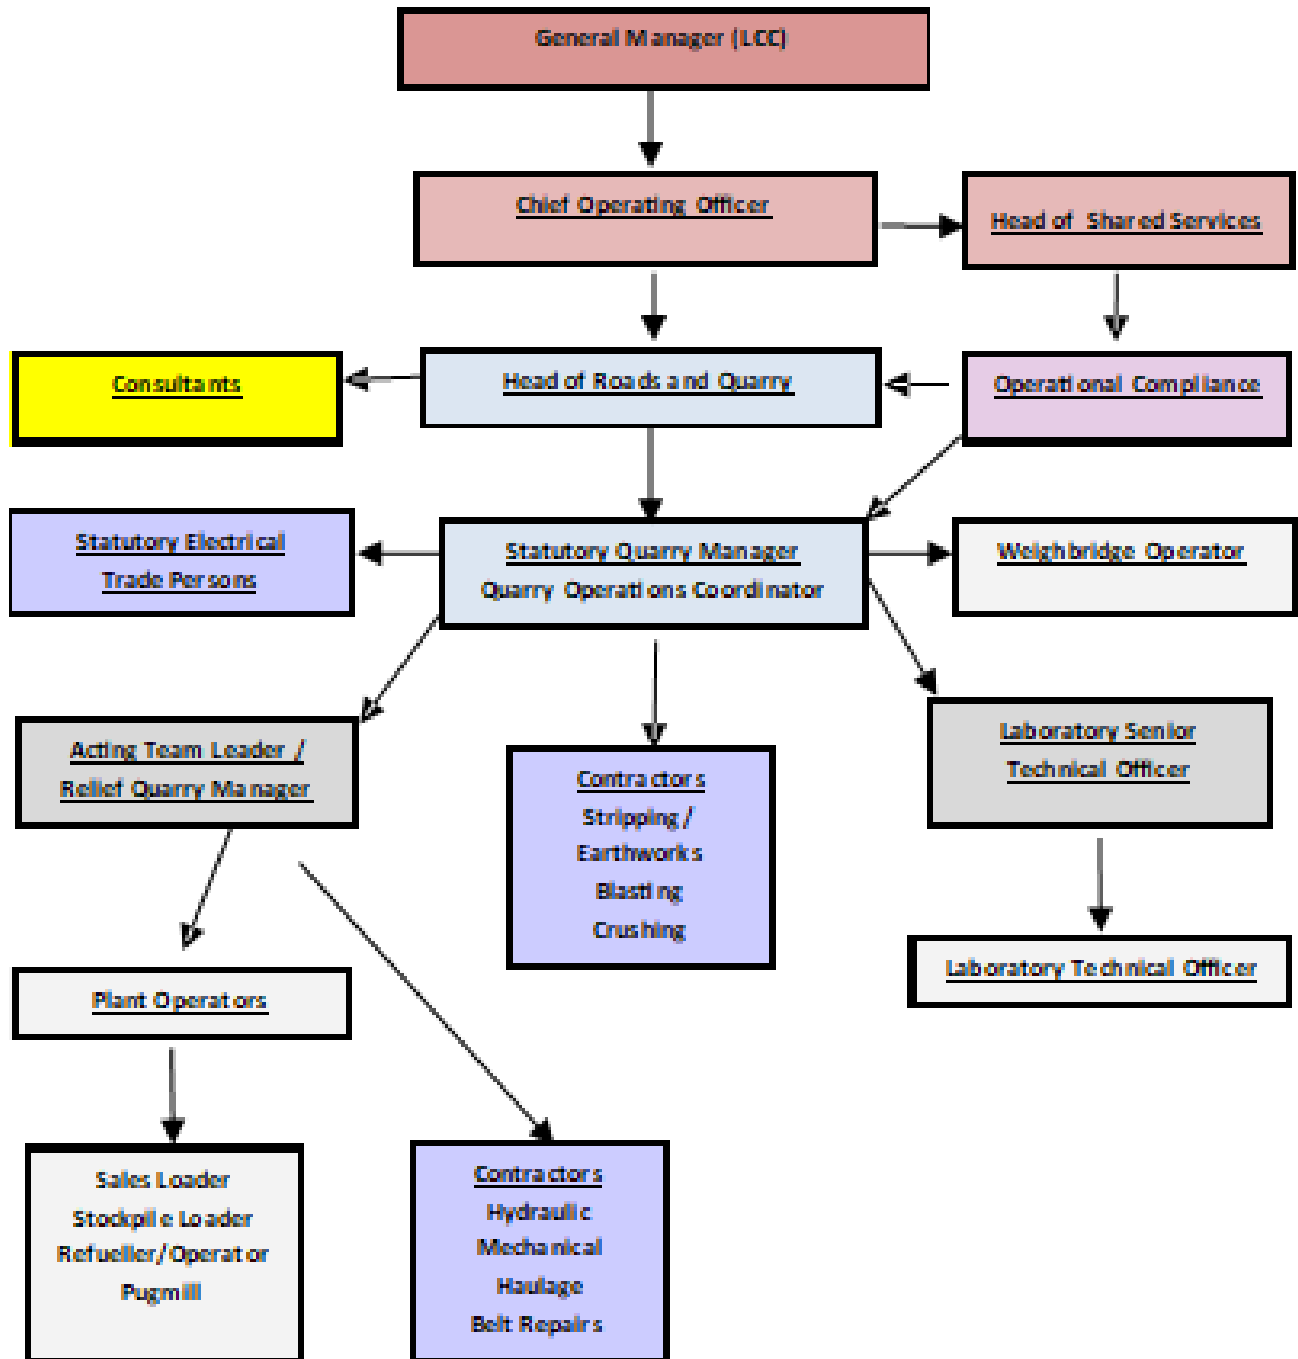 General Manager (LCC)
Chief Operating Officer
Head of Shared Services
Consultants
Head of Roads and Quarry
Operational Compliance
Statutory Electrical
Trade Persons
Statutory Quarry Manager
Quarry Operations Coordinator
Weighbridge Operator
Acting Team Leader /
Relief Quarry Manager
Contractors
Stripping /
Earthworks
Blasting
Crushing
Laboratory Senior
Technical Officer
Plant Operators
Laboratory Technical Officer
Sales Loader
Stockpile Loader
Refueller/Operator
Pugmill
Contractors
Hydraulic
Mechanical
Haulage
Belt Repairs